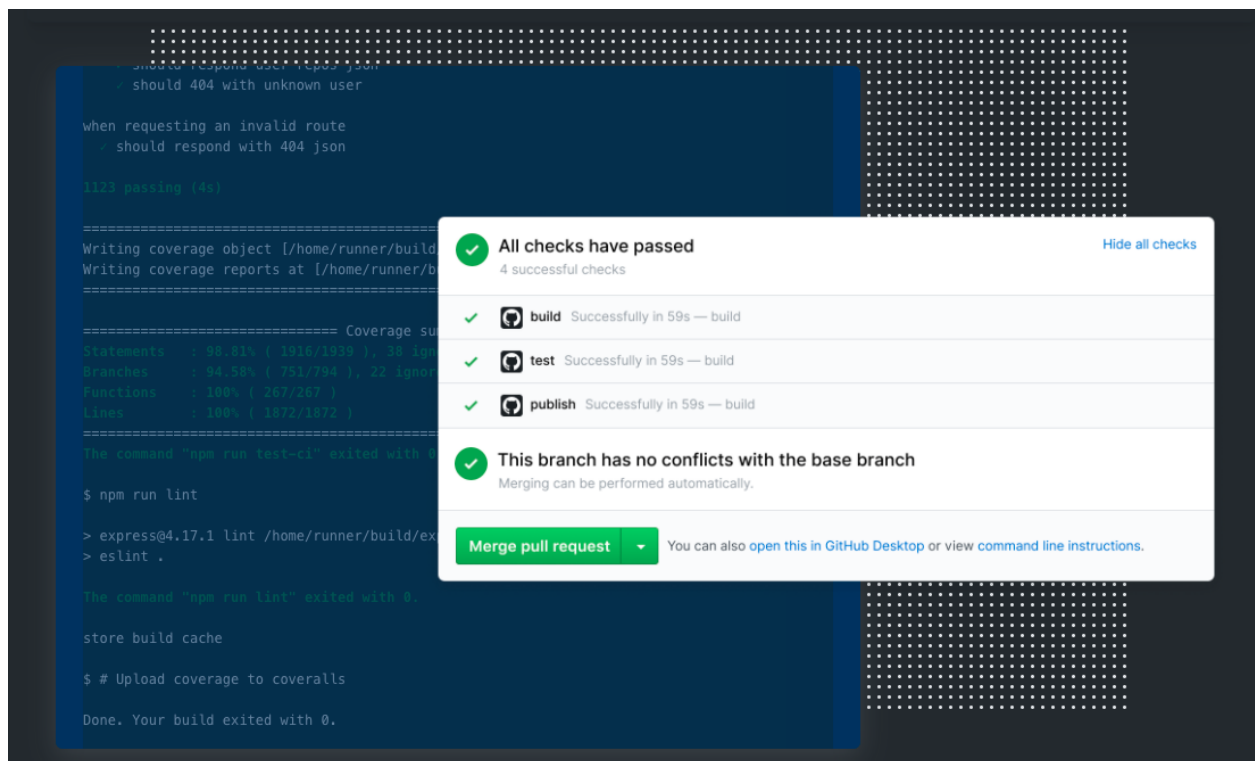 should respond user repos json
✓ should 404 with unknown user
when requesting an invalid route
✓ should respond with 404 json
1123 passing (4s)
=============================================
Writing coverage object [/home/runner/build
Writing coverage reports at [/home/runner/b
=============================================
=============================== Coverage su
Statements : 98.81% ( 1916/1939 ), 38 ign
Branches : 94.58% ( 751/794 ), 22 ignor
Functions : 100% ( 267/267 )
Lines : 100% ( 1872/1872 )
=============================================
The command "npm run test-ci" exited with 0
$ npm run lint
> express@4.17.1 lint /home/runner/build/ex
> eslint .
The command "npm run lint" exited with 0.
store build cache
$ # Upload coverage to coveralls
Done. Your build exited with 0.
All checks have passed
Hide all checks
4 successful checks
build Successfully in 59s — build
test Successfully in 59s — build
publish Successfully in 59s — build
This branch has no conflicts with the base branch
Merging can be performed automatically.
Merge pull request
You can also open this in GitHub Desktop or view command line instructions.